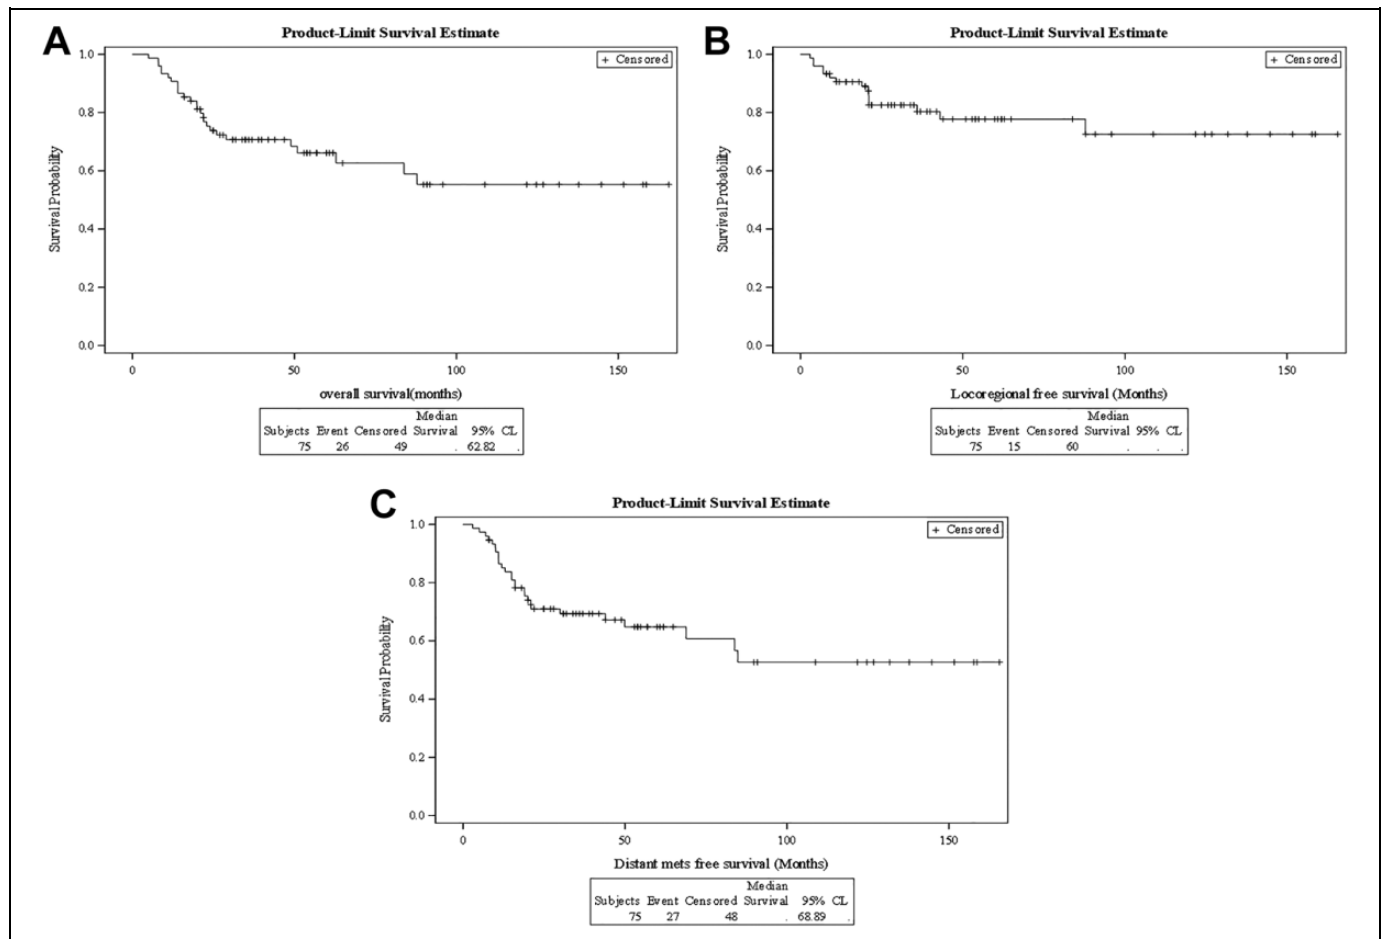 A
Product-Limit Survival Estimate
+ Censored
1.0
0.8
0.6
0.4
0.2
0.0
Survival Probability
0 50 100 150
overall survival(months)
Median
Subjects Event Censored Survival 95% CL
75 26 49 . 62.82 .
B
Product-Limit Survival Estimate
+ Censored
1.0
0.8
0.6
0.4
0.2
0.0
Survival Probability
0 50 100 150
Locoregional free survival (Months)
Median
Subjects Event Censored Survival 95% CL
75 15 60 . . .
C
Product-Limit Survival Estimate
+ Censored
1.0
0.8
0.6
0.4
0.2
0.0
Survival Probability
0 50 100 150
Distant mets free survival (Months)
Median
Subjects Event Censored Survival 95% CL
75 27 48 . 68.89 .